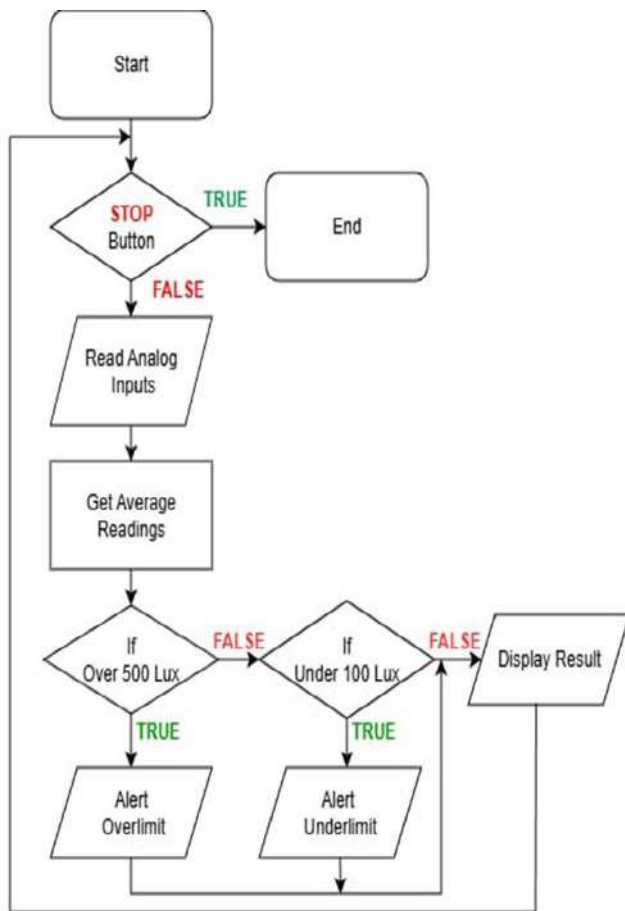 Start
STOP
Button
TRUE
End
FALSE
Read Analog
Inputs
Get Average
Readings
If
Over 500 Lux
FALSE
If
Under 100 Lux
FALSE
Display Result
TRUE
TRUE
Alert
Overlimit
Alert
Underlimit